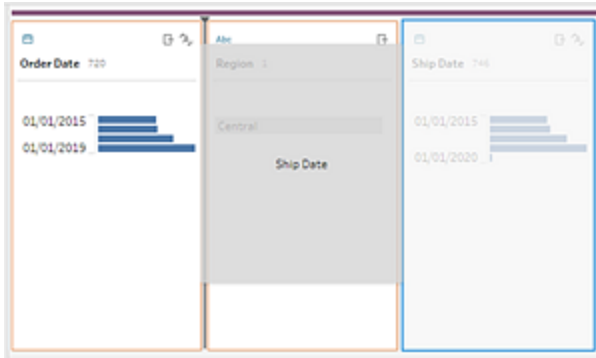 Order Date 720
01/01/2015
01/01/2019
Abc
Region 1
Central
Ship Date
Ship Date 746
01/01/2015
01/01/2020